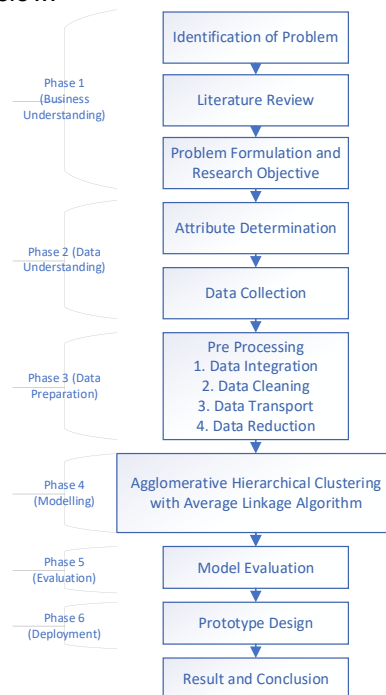 Identification of Problem
Phase 1
(Business
Understanding)
Literature Review
Problem Formulation and
Research Objective
Phase 2 (Data
Understanding)
Attribute Determination
Data Collection
Phase 3 (Data
Preparation)
Pre Processing
1. Data Integration
2. Data Cleaning
3. Data Transport
4. Data Reduction
Phase 4
(Modelling)
Agglomerative Hierarchical Clustering
with Average Linkage Algorithm
Phase 5
(Evaluation)
Model Evaluation
Phase 6
(Deployment)
Prototype Design
Result and Conclusion